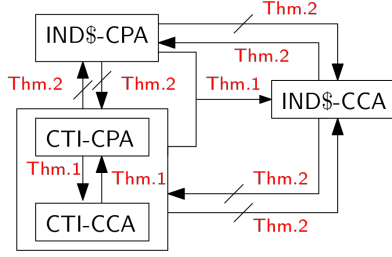 Thm.2
IND$-CPA
Thm.2
Thm.2
Thm.2
Thm.1
IND$-CCA
CTI-CPA
Thm.1
Thm.1
Thm.2
CTI-CCA
Thm.2